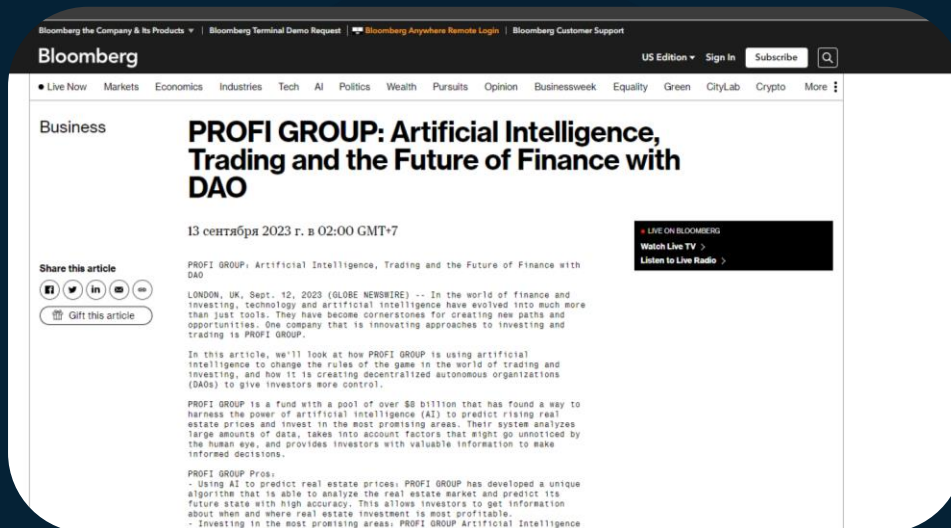 Bloomberg the Company & Its Products ▾ | Bloomberg Terminal Demo Request | Bloomberg Anywhere Remote Login | Bloomberg Customer Support
Bloomberg
US Edition ▾ Sign In Subscribe
• Live Now Markets Economics Industries Tech AI Politics Wealth Pursuits Opinion Businessweek Equality Green CityLab Crypto More
Business
PROFI GROUP: Artificial Intelligence,
Trading and the Future of Finance with
DAO
13 сентября 2023 г. в 02:00 GMT+7
• LIVE ON BLOOMBERG
Watch Live TV >
Listen to Live Radio >
Share this article
Gift this article
PROFI GROUP: Artificial Intelligence, Trading and the Future of Finance with
DAO
LONDON, UK, Sept. 12, 2023 (GLOBE NEWSWIRE) -- In the world of finance and
investing, technology and artificial intelligence have evolved into much more
than just tools. They have become cornerstones for creating new paths and
opportunities. One company that is innovating approaches to investing and
trading is PROFI GROUP.
In this article, we'll look at how PROFI GROUP is using artificial
intelligence to change the rules of the game in the world of trading and
investing, and how it is creating decentralized autonomous organizations
(DAOs) to give investors more control.
PROFI GROUP is a fund with a pool of over $8 billion that has found a way to
harness the power of artificial intelligence (AI) to predict rising real
estate prices and invest in the most promising areas. Their system analyzes
large amounts of data, takes into account factors that might go unnoticed by
the human eye, and provides investors with valuable information to make
informed decisions.
PROFI GROUP Pros:
- Using AI to predict real estate prices: PROFI GROUP has developed a unique
algorithm that is able to analyze the real estate market and predict its
future state with high accuracy. This allows investors to get information
about when and where real estate investment is most profitable.
- Investing in the most promising areas: PROFI GROUP Artificial Intelligence